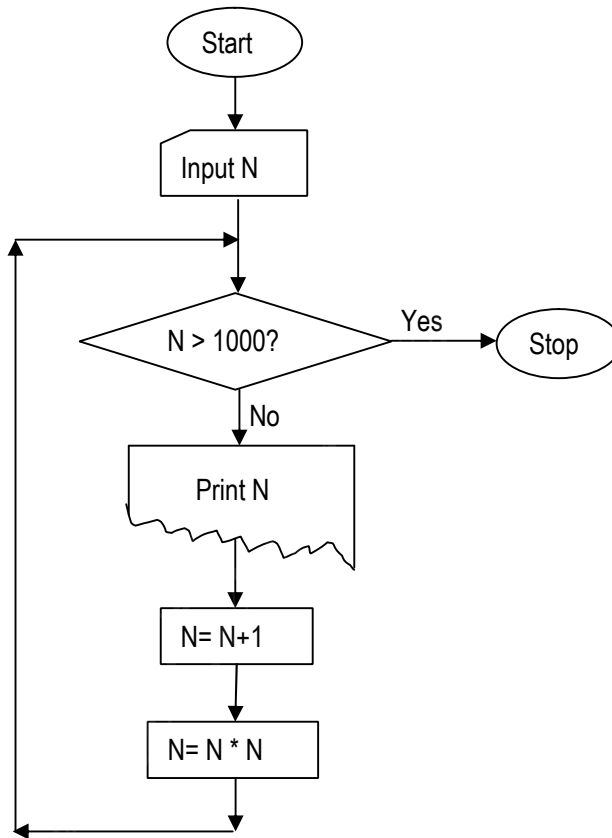 Start
Input N
N > 1000?
Yes
Stop
No
Print N
N= N+1
N= N * N